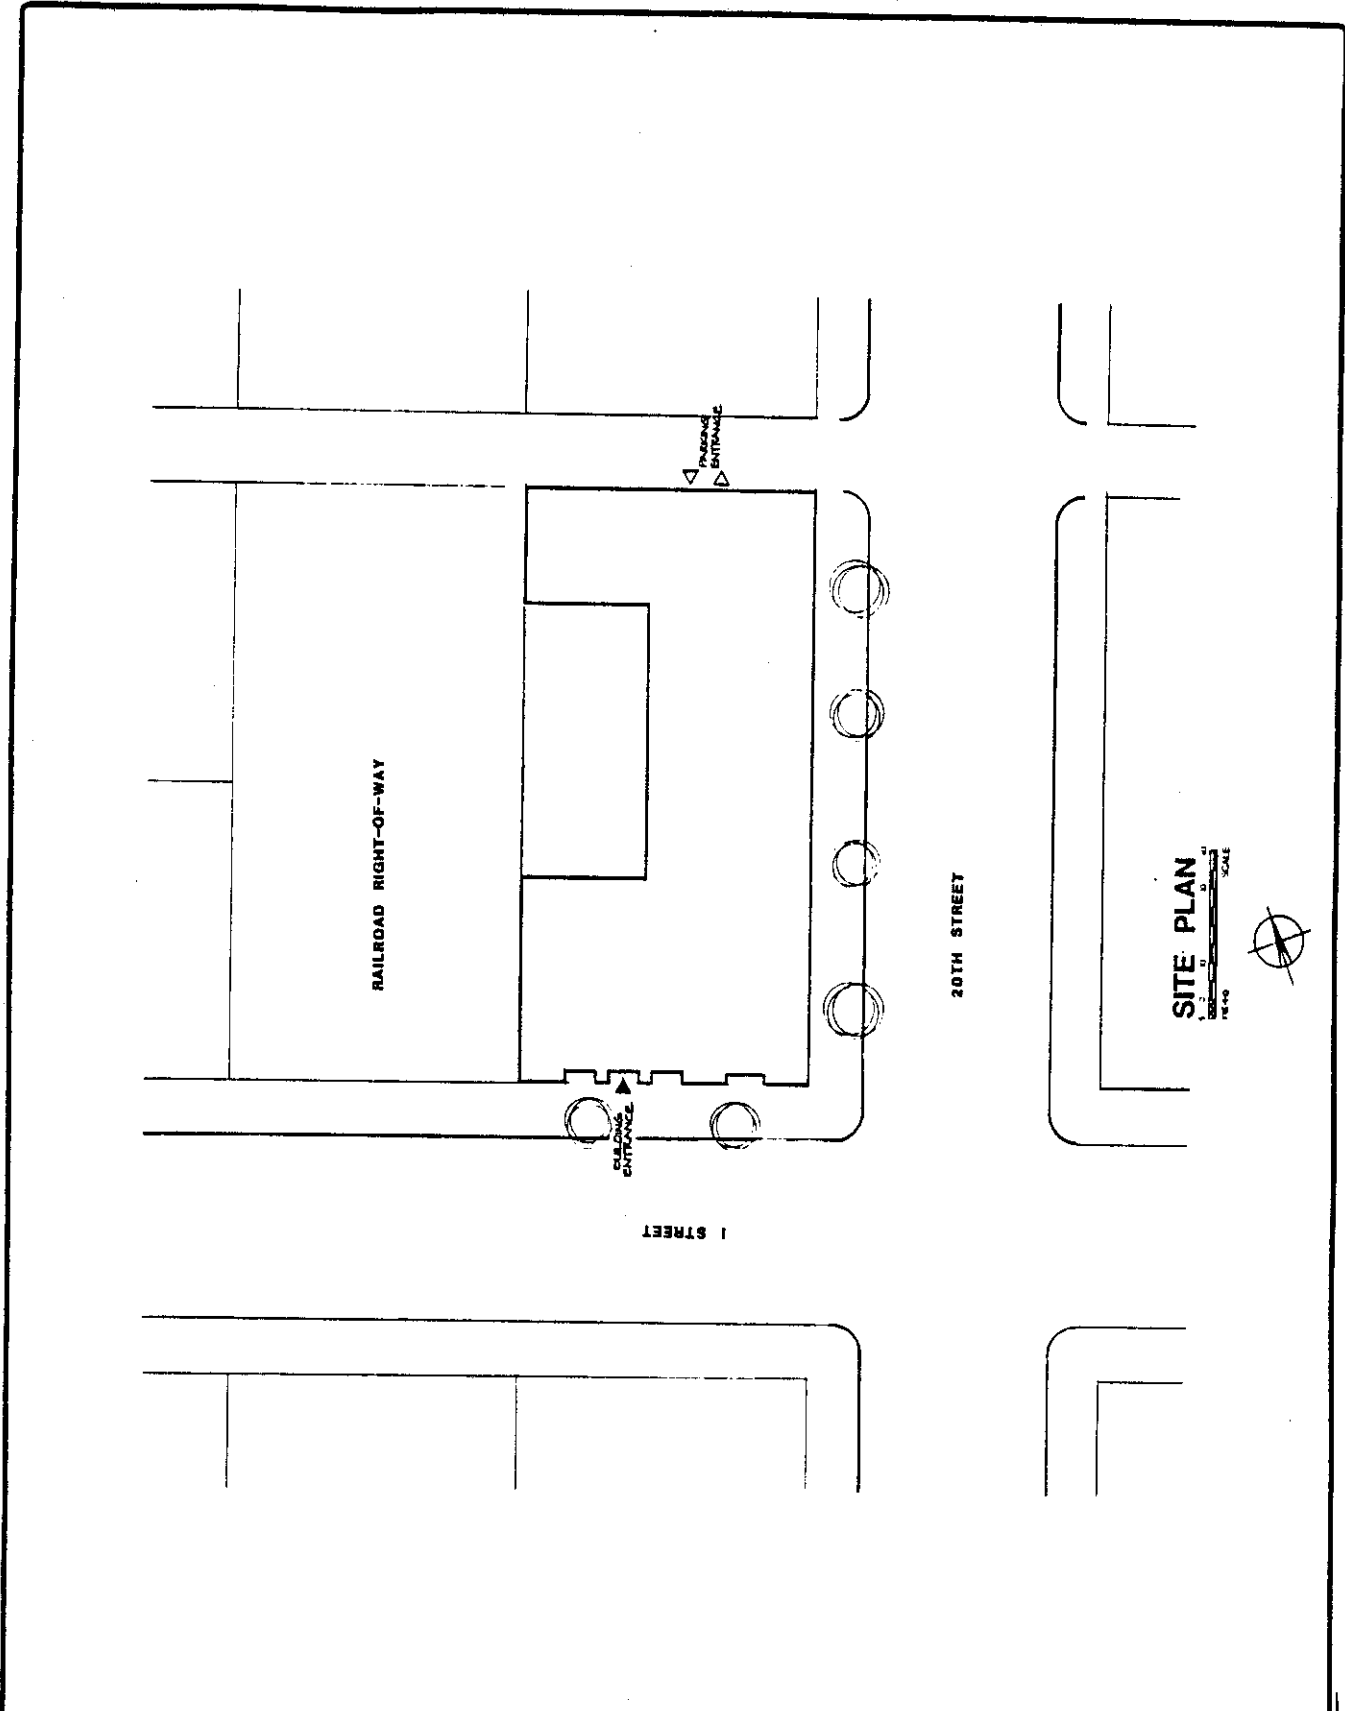 PARKING
ENTRANCE
RAILROAD RIGHT-OF-WAY
20TH STREET
BUILDING
ENTRANCE
I STREET
SITE PLAN
SCALE